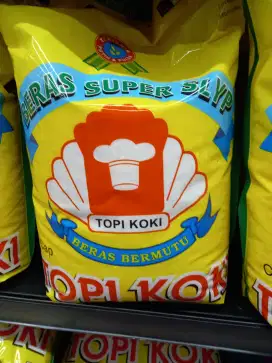 BERAS SUPER SLYP
TOPI KOKI
BERAS BERMUTU
TOPI KOKI